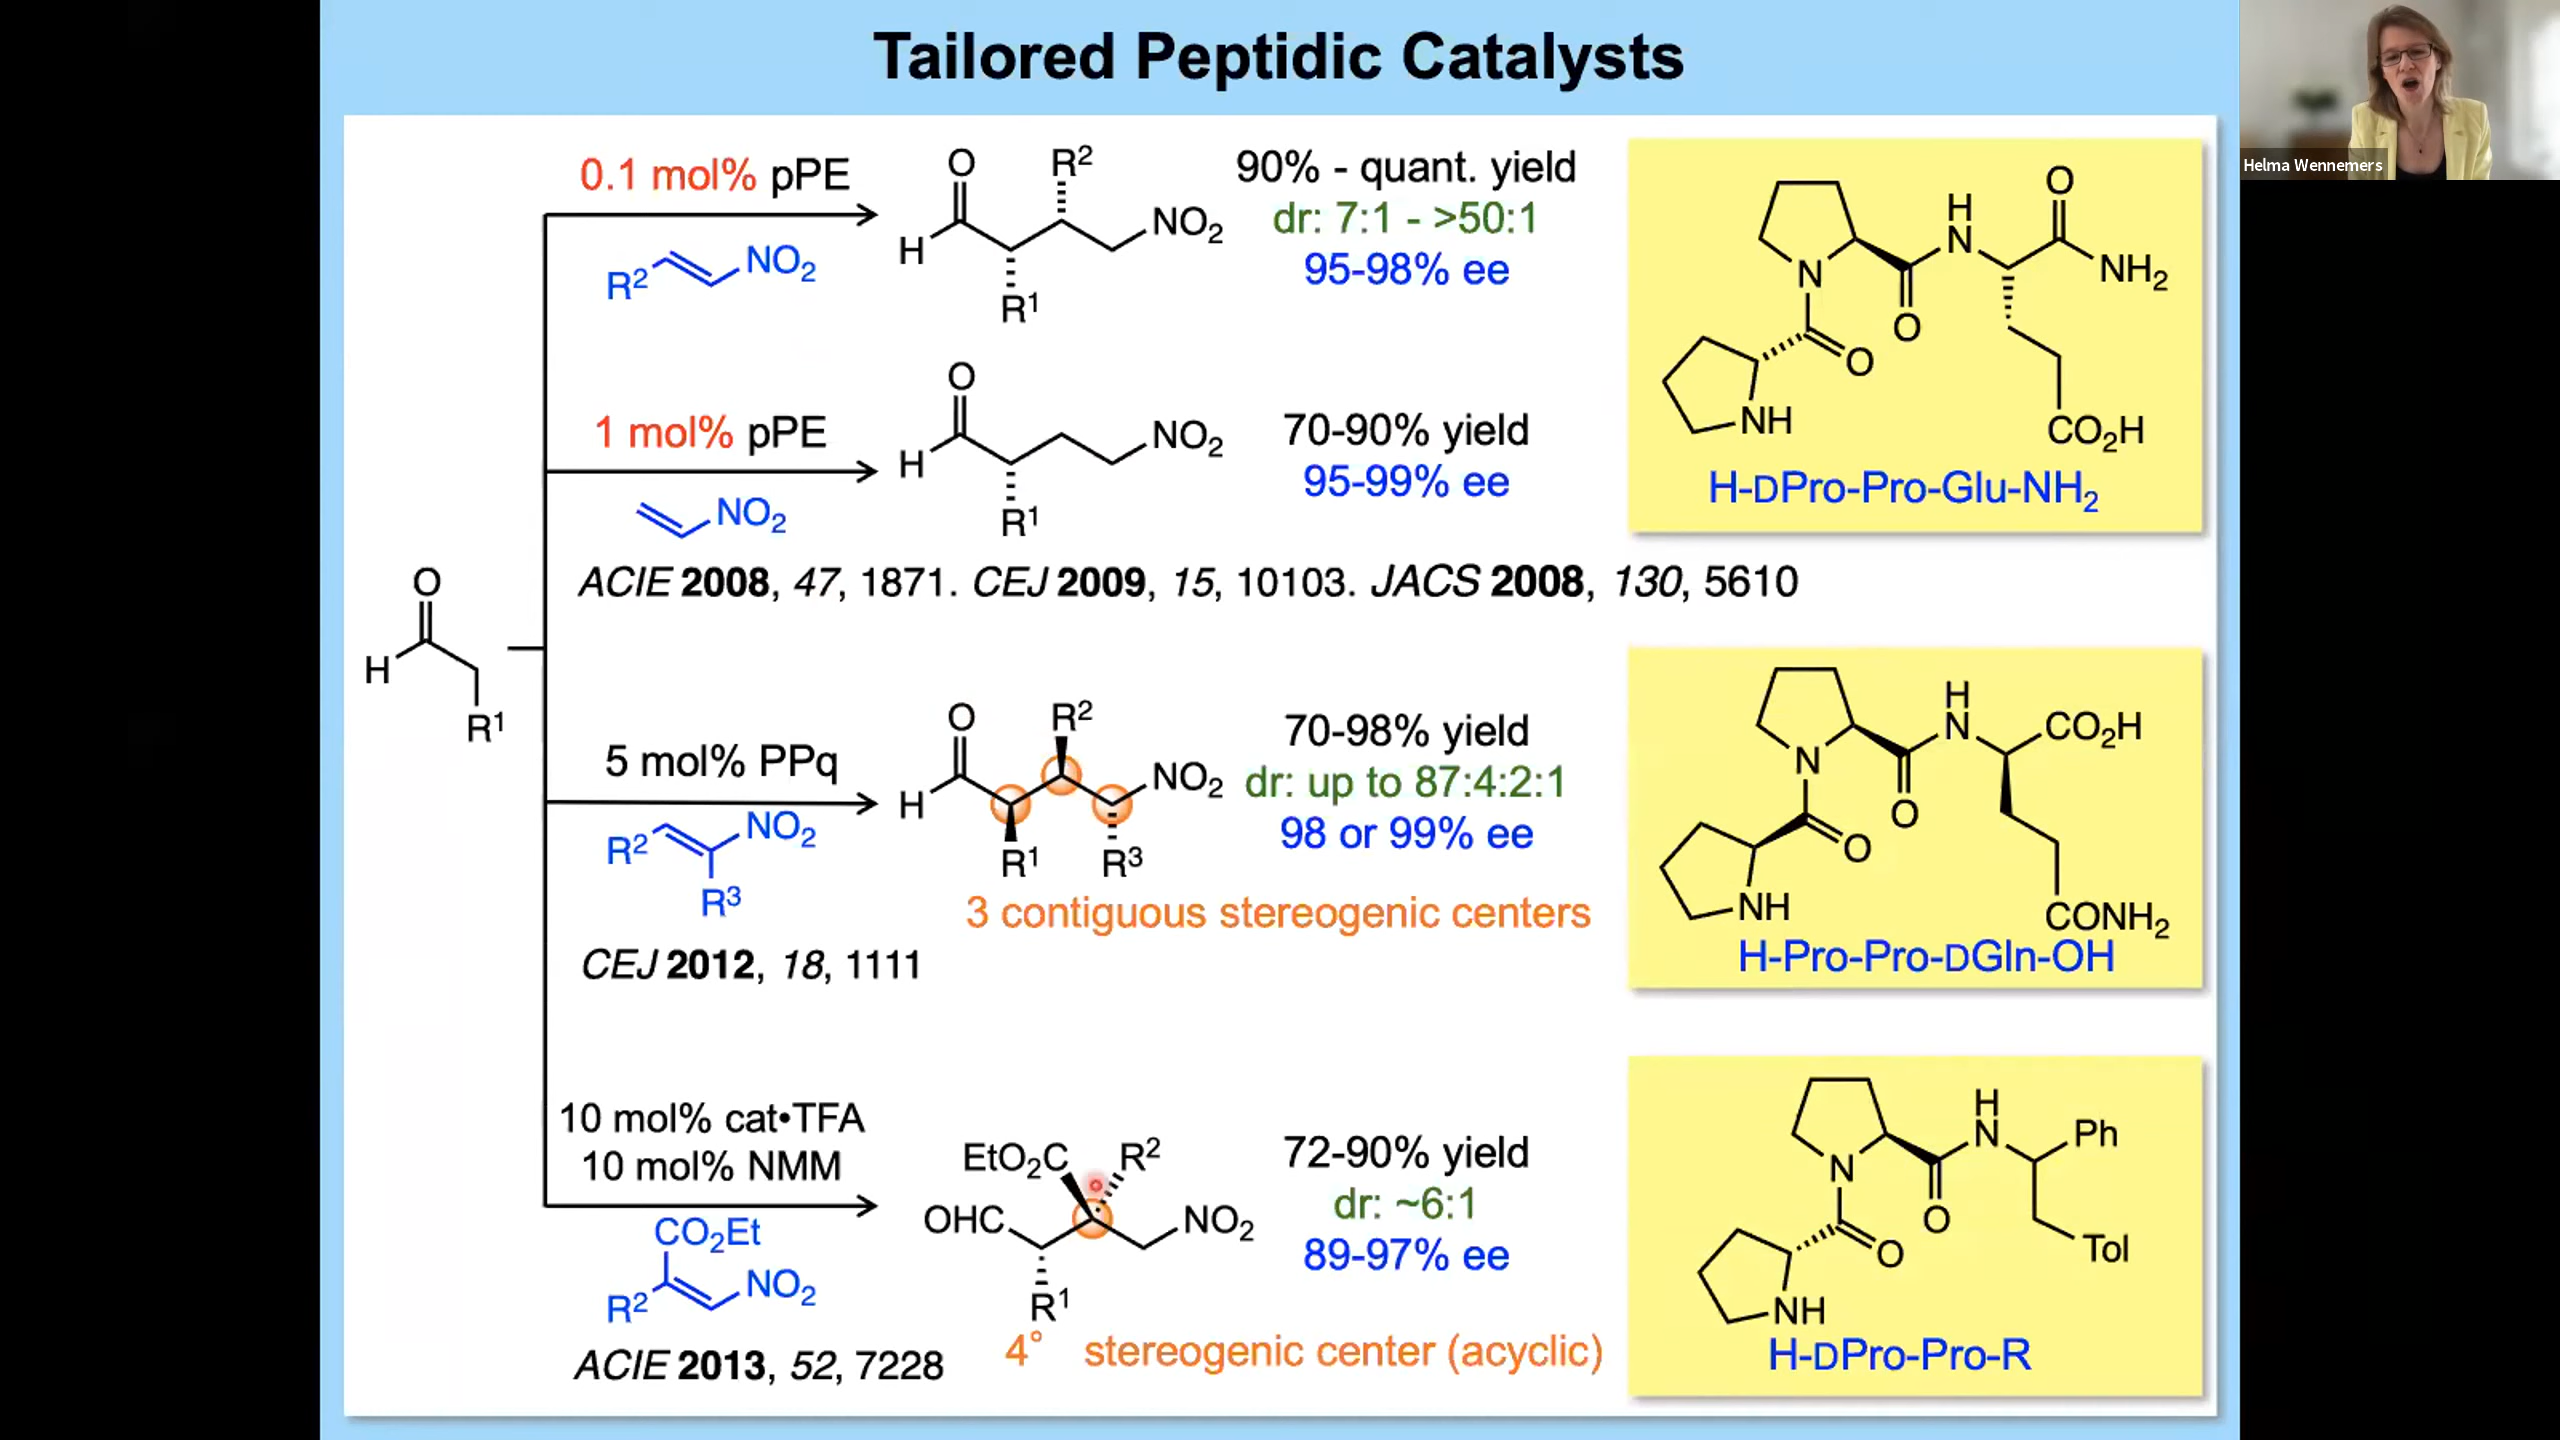 Tailored Peptidic Catalysts
Helma Wennemers
O
H
R¹
0.1 mol% pPE
R² NO₂
O R²
H NO₂
R¹
90% - quant. yield
dr: 7:1 - >50:1
95-98% ee
1 mol% pPE
NO₂
O
H NO₂
R¹
70-90% yield
95-99% ee
H
N O
N NH₂
O
O
NH CO₂H
H-DPro-Pro-Glu-NH₂
ACIE 2008, 47, 1871. CEJ 2009, 15, 10103. JACS 2008, 130, 5610
5 mol% PPq
R² NO₂
R³
O R²
H NO₂
R¹ R³
70-98% yield
dr: up to 87:4:2:1
98 or 99% ee
3 contiguous stereogenic centers
CEJ 2012, 18, 1111
H
N CO₂H
N
O
O
NH CONH₂
H-Pro-Pro-DGln-OH
10 mol% cat•TFA
10 mol% NMM
CO₂Et
R² NO₂
EtO₂C R²
OHC NO₂
R¹
72-90% yield
dr: ~6:1
89-97% ee
4° stereogenic center (acyclic)
ACIE 2013, 52, 7228
H
N Ph
N
O
O Tol
NH
H-DPro-Pro-R